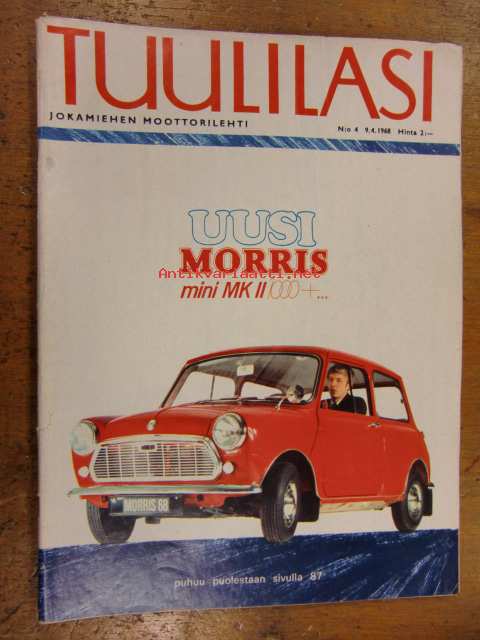 TUULILASI
JOKAMIEHEN MOOTTORILEHTI
N:o 4 9.4.1968 Hinta 2:—
UUSI
MORRIS
Antikvariaatti.net
mini MK II 1000+...
MORRIS 68
puhuu puolestaan sivulla 87